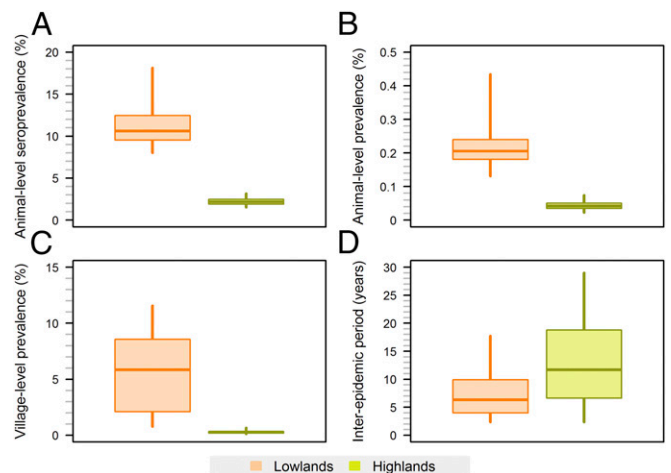 A
B
Animal-level seroprevalence (%)
20
15
10
5
0
Animal-level prevalence (%)
0.5
0.4
0.3
0.2
0.1
0
C
D
Village-level prevalence (%)
15
10
5
0
Inter-epidemic period (years)
30
25
20
15
10
5
0
Lowlands Highlands